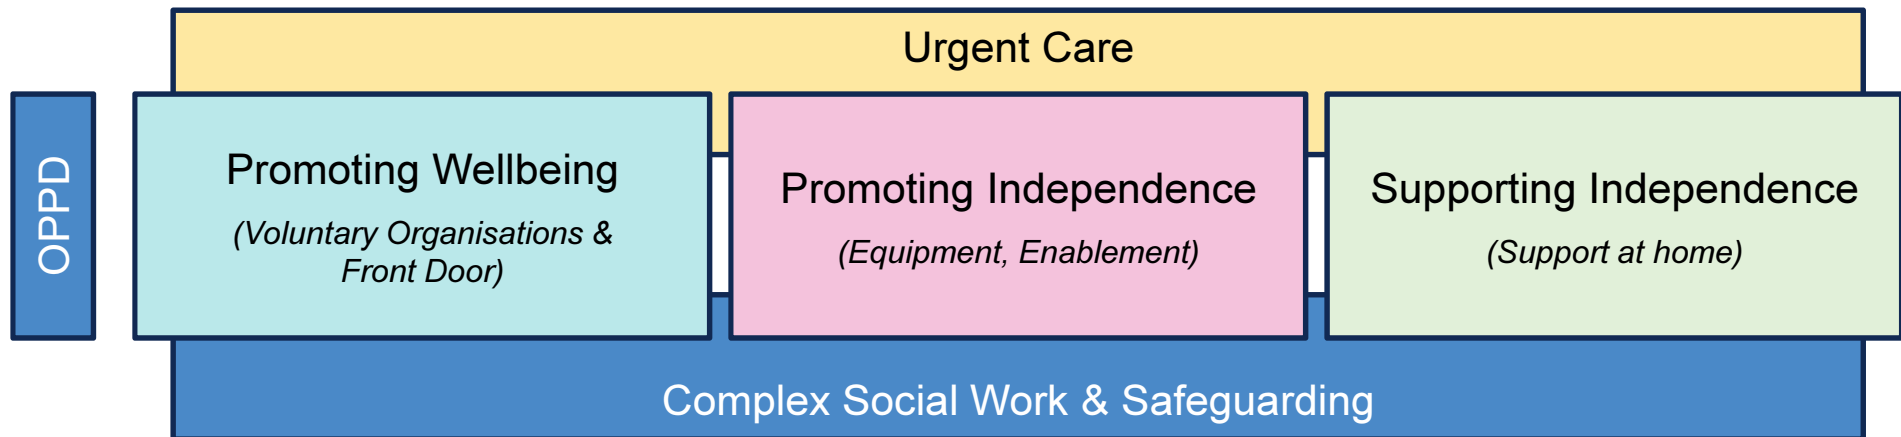 Urgent Care
OPPD
Promoting Wellbeing
(Voluntary Organisations &
Front Door)
Promoting Independence
(Equipment, Enablement)
Supporting Independence
(Support at home)
Complex Social Work & Safeguarding